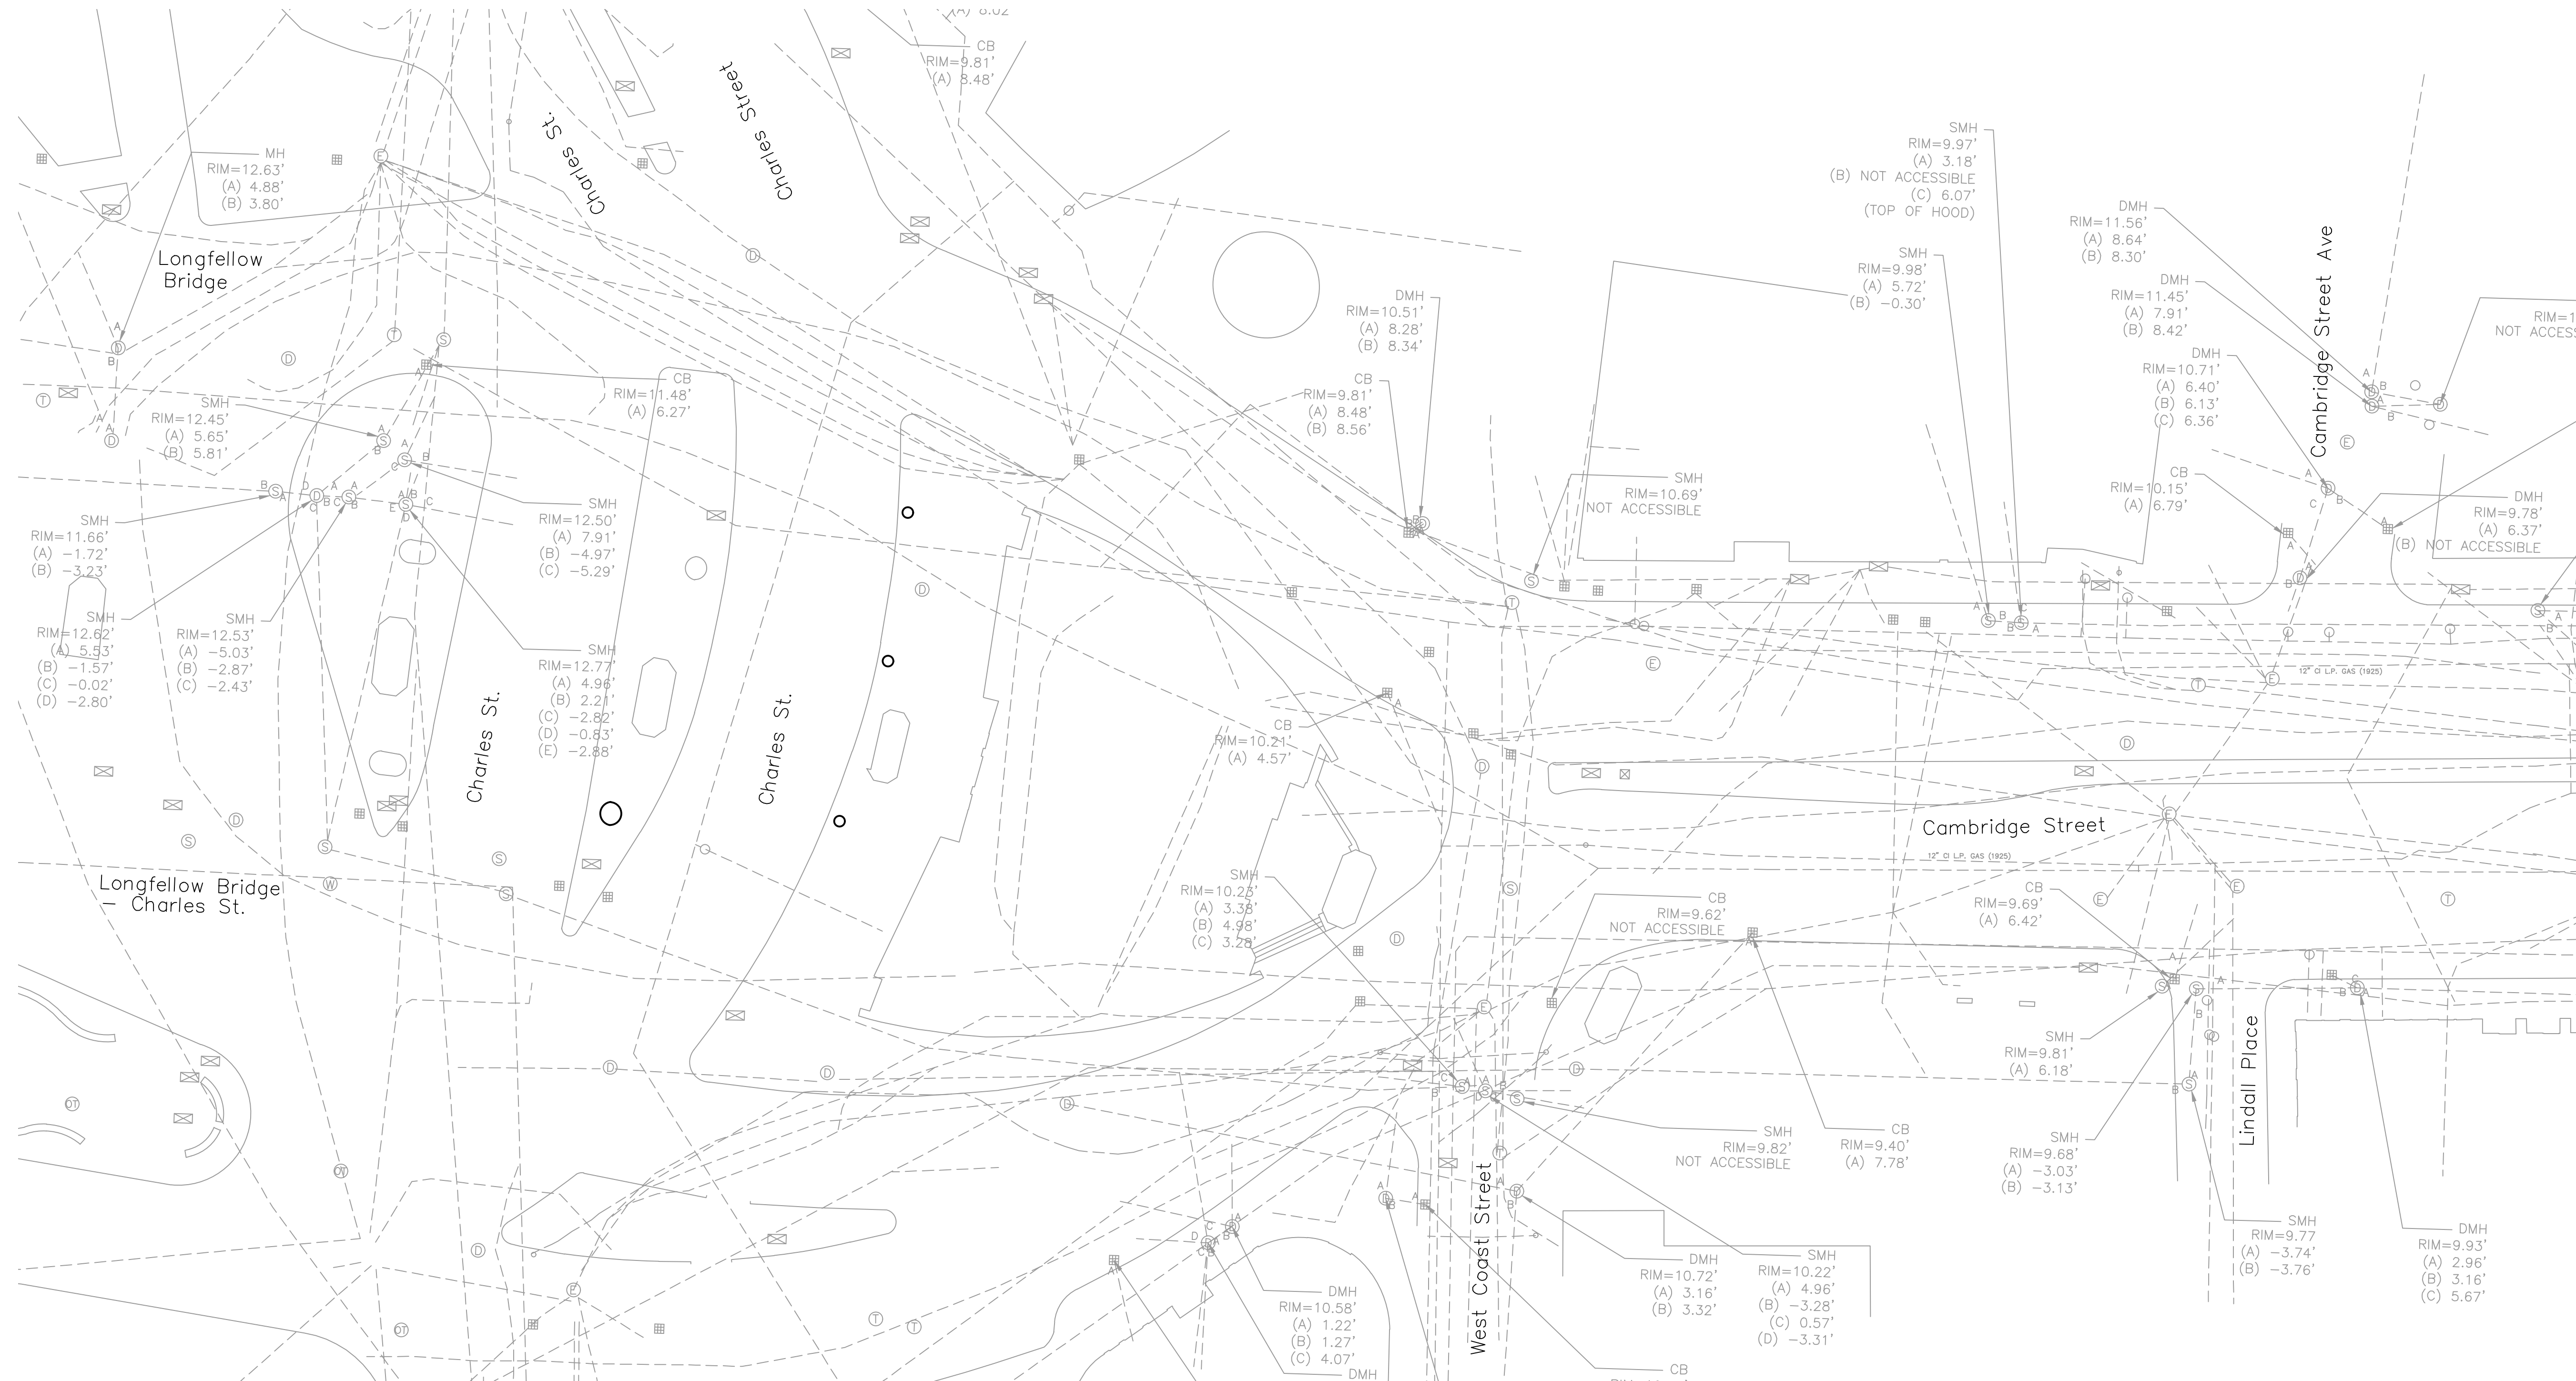 (A) 8.02'
CB
RIM=9.81'
(A) 8.48'
Charles St.
Charles Street
MH
RIM=12.63'
(A) 4.88'
(B) 3.80'
Longfellow
Bridge
SMH
RIM=12.45'
(A) 5.65'
(B) 5.81'
CB
RIM=11.48'
(A) 6.27'
SMH
RIM=11.66'
(A) -1.72'
(B) -3.23'
SMH
RIM=12.62'
(A) 5.53'
(B) -1.57'
(C) -0.02'
(D) -2.80'
SMH
RIM=12.53'
(A) -5.03'
(B) -2.87'
(C) -2.43'
SMH
RIM=12.50'
(A) 7.91'
(B) -4.97'
(C) -5.29'
SMH
RIM=12.77'
(A) 4.96'
(B) 2.21'
(C) -2.82'
(D) -0.83'
(E) -2.88'
Charles St.
Charles St.
Longfellow Bridge
- Charles St.
DMH
RIM=10.51'
(A) 8.28'
(B) 8.34'
CB
RIM=9.81'
(A) 8.48'
(B) 8.56'
SMH
RIM=10.69'
NOT ACCESSIBLE
SMH
RIM=9.97'
(A) 3.18'
(B) NOT ACCESSIBLE
(C) 6.07'
(TOP OF HOOD)
SMH
RIM=9.98'
(A) 5.72'
(B) -0.30'
DMH
RIM=11.56'
(A) 8.64'
(B) 8.30'
DMH
RIM=11.45'
(A) 7.91'
(B) 8.42'
DMH
RIM=10.71'
(A) 6.40'
(B) 6.13'
(C) 6.36'
CB
RIM=10.15'
(A) 6.79'
Cambridge Street Ave
RIM=1
NOT ACCESS
DMH
RIM=9.78'
(A) 6.37'
(B) NOT ACCESSIBLE
12" CI L.P. GAS (1925)
CB
RIM=10.21'
(A) 4.57'
Cambridge Street
12" CI L.P. GAS (1925)
SMH
RIM=10.23'
(A) 3.38'
(B) 4.98'
(C) 3.28'
CB
RIM=9.62'
NOT ACCESSIBLE
CB
RIM=9.69'
(A) 6.42'
SMH
RIM=9.81'
(A) 6.18'
Lindall Place
SMH
RIM=9.82'
NOT ACCESSIBLE
CB
RIM=9.40'
(A) 7.78'
SMH
RIM=9.68'
(A) -3.03'
(B) -3.13'
SMH
RIM=9.77
(A) -3.74'
(B) -3.76'
DMH
RIM=9.93'
(A) 2.96'
(B) 3.16'
(C) 5.67'
West Coast Street
DMH
RIM=10.72'
(A) 3.16'
(B) 3.32'
SMH
RIM=10.22'
(A) 4.96'
(B) -3.28'
(C) 0.57'
(D) -3.31'
DMH
RIM=10.58'
(A) 1.22'
(B) 1.27'
(C) 4.07'
DMH
CB